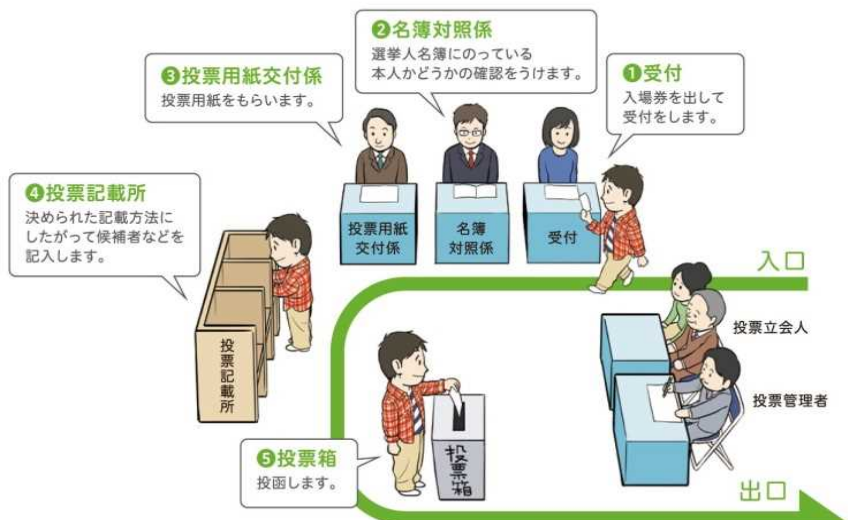 ❶受付
入場券を出して
受付をします。
❷名簿対照係
選挙人名簿にのっている
本人かどうかの確認をうけます。
❸投票用紙交付係
投票用紙をもらいます。
❹投票記載所
決められた記載方法に
したがって候補者などを
記入します。
投票用紙
交付係
名簿
対照係
受付
入口
投票立会人
投票管理者
投票記載所
❺投票箱
投函します。
投票箱
出口